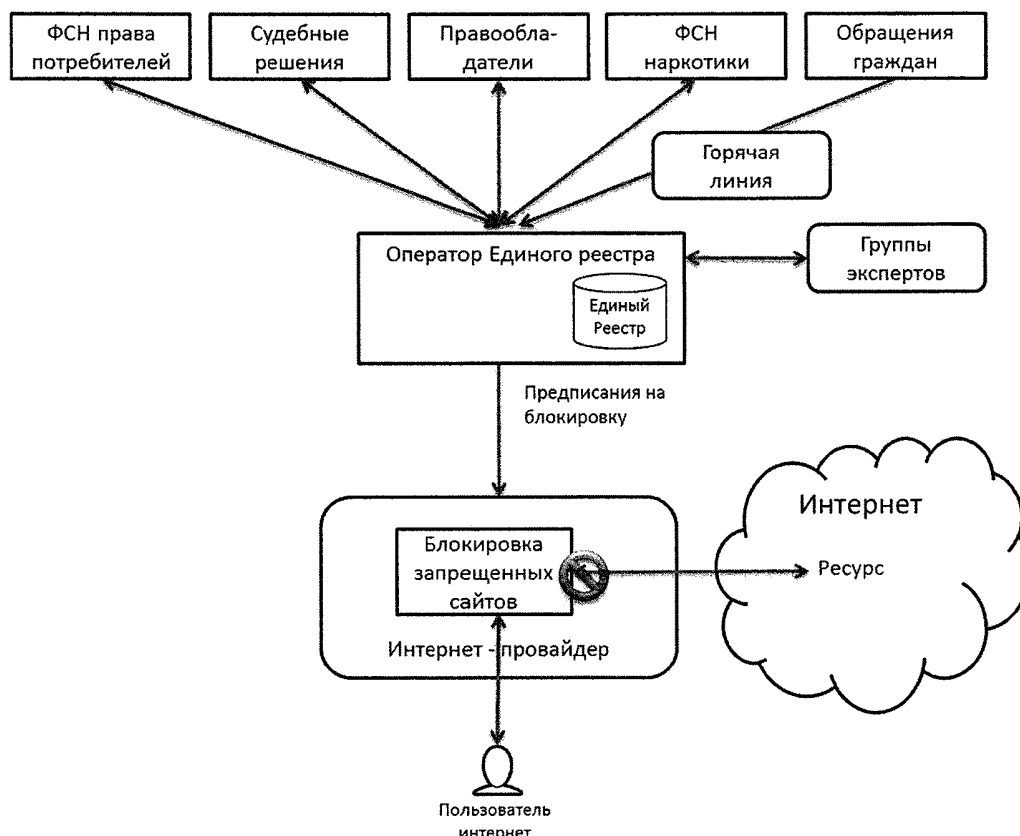 ФСН права
потребителей
Судебные
решения
Правообла-
датели
ФСН
наркотики
Обращения
граждан
Горячая
линия
Оператор Единого реестра
Группы
экспертов
Единый
Реестр
Предписания на
блокировку
Интернет
Блокировка
запрещенных
сайтов
Ресурс
Интернет - провайдер
Пользователь
интернет